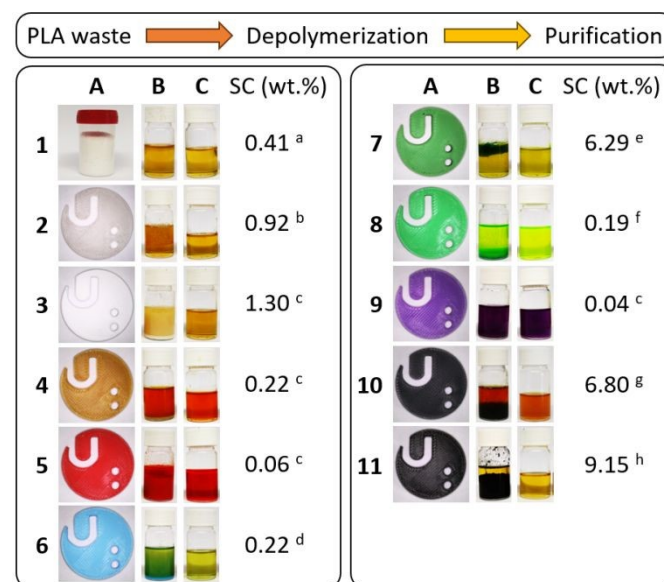 PLA waste Depolymerization Purification
A B C SC (wt.%)
1 0.41 a
2 0.92 b
3 1.30 c
4 0.22 c
5 0.06 c
6 0.22 d
A B C SC (wt.%)
7 6.29 e
8 0.19 f
9 0.04 c
10 6.80 g
11 9.15 h